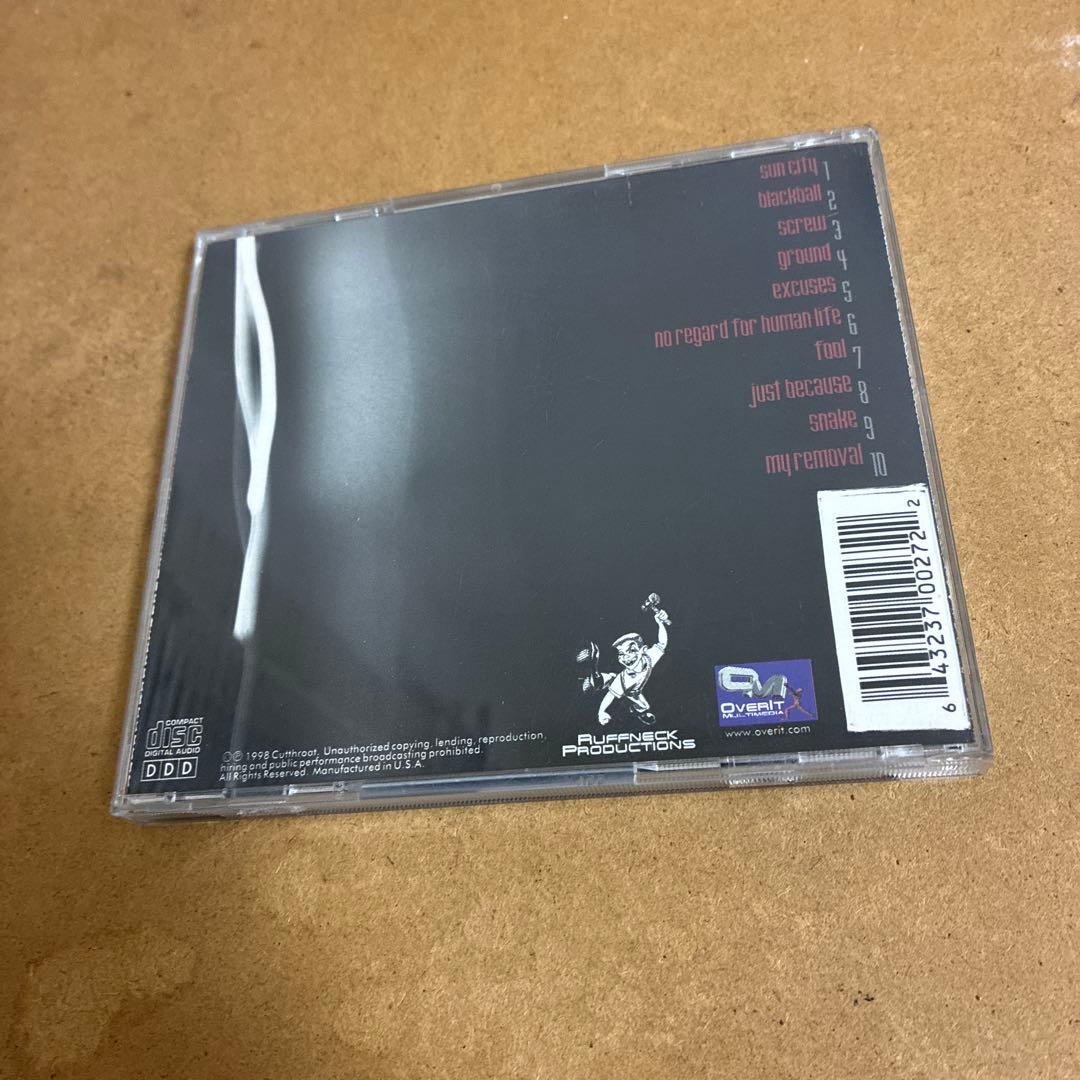 sun city 1
blackball 2
screw 3
ground 4
excuses 5
no regard for human life 6
fool 7
just because 8
snake 9
my removal 10
6 43237 00272 2
COMPACT
disc
DIGITAL AUDIO
DDD
©℗ 1998 Cutthroat. Unauthorized copying, lending, reproduction,
hiring and public performance broadcasting prohibited.
All Rights Reserved. Manufactured in U.S.A.
RUFFNECK
PRODUCTIONS
OM
OVERIT
MULTIMEDIA
www.overit.com